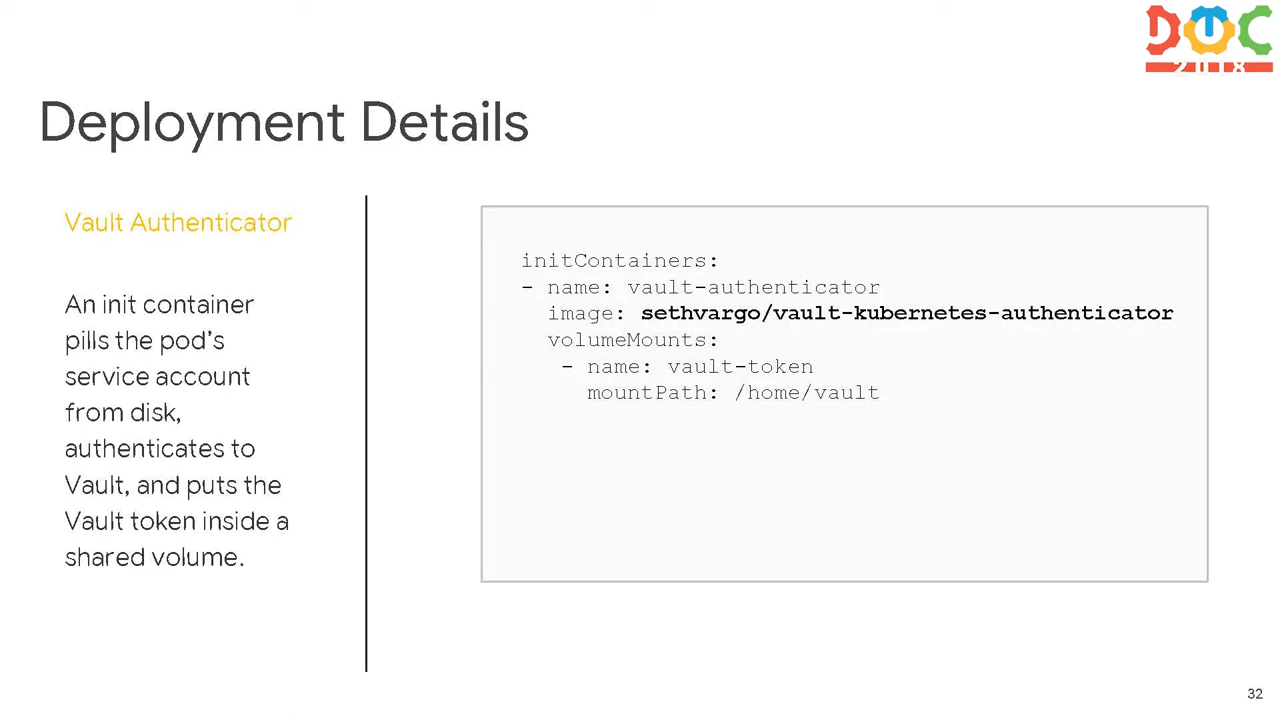 DUC
2018
Deployment Details
Vault Authenticator
An init container
pills the pod's
service account
from disk,
authenticates to
Vault, and puts the
Vault token inside a
shared volume.
initContainers:
- name: vault-authenticator
  image: sethvargo/vault-kubernetes-authenticator
  volumeMounts:
   - name: vault-token
     mountPath: /home/vault
32